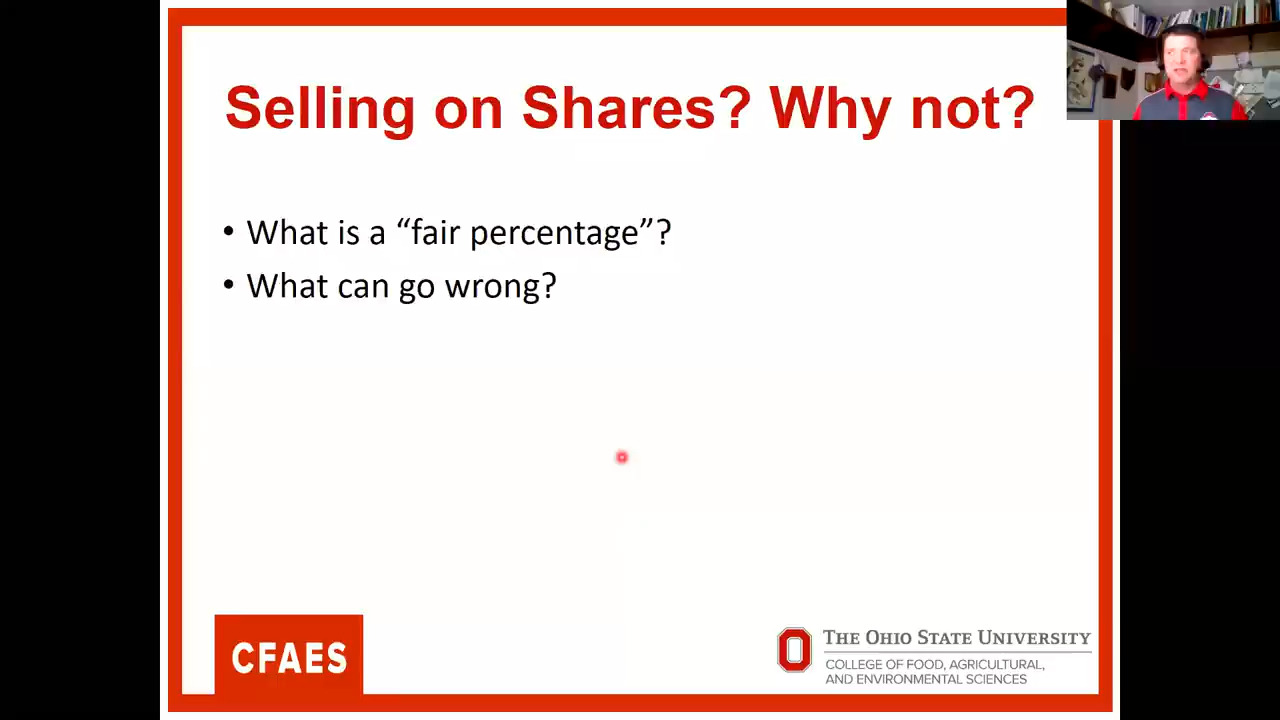 Selling on Shares? Why not?
• What is a “fair percentage”?
• What can go wrong?
CFAES
THE OHIO STATE UNIVERSITY
COLLEGE OF FOOD, AGRICULTURAL,
AND ENVIRONMENTAL SCIENCES